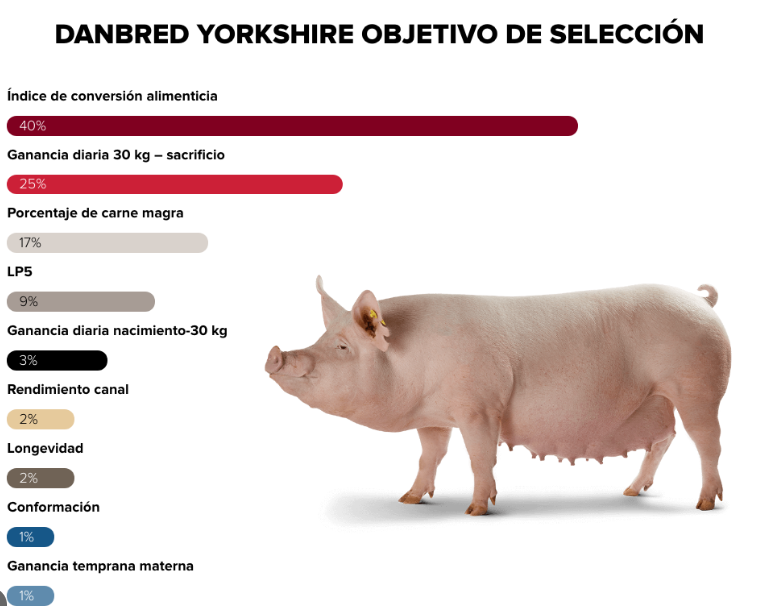 DANBRED YORKSHIRE OBJETIVO DE SELECCIÓN
Índice de conversión alimenticia
40%
Ganancia diaria 30 kg – sacrificio
25%
Porcentaje de carne magra
17%
LP5
9%
Ganancia diaria nacimiento-30 kg
3%
Rendimiento canal
2%
Longevidad
2%
Conformación
1%
Ganancia temprana materna
1%